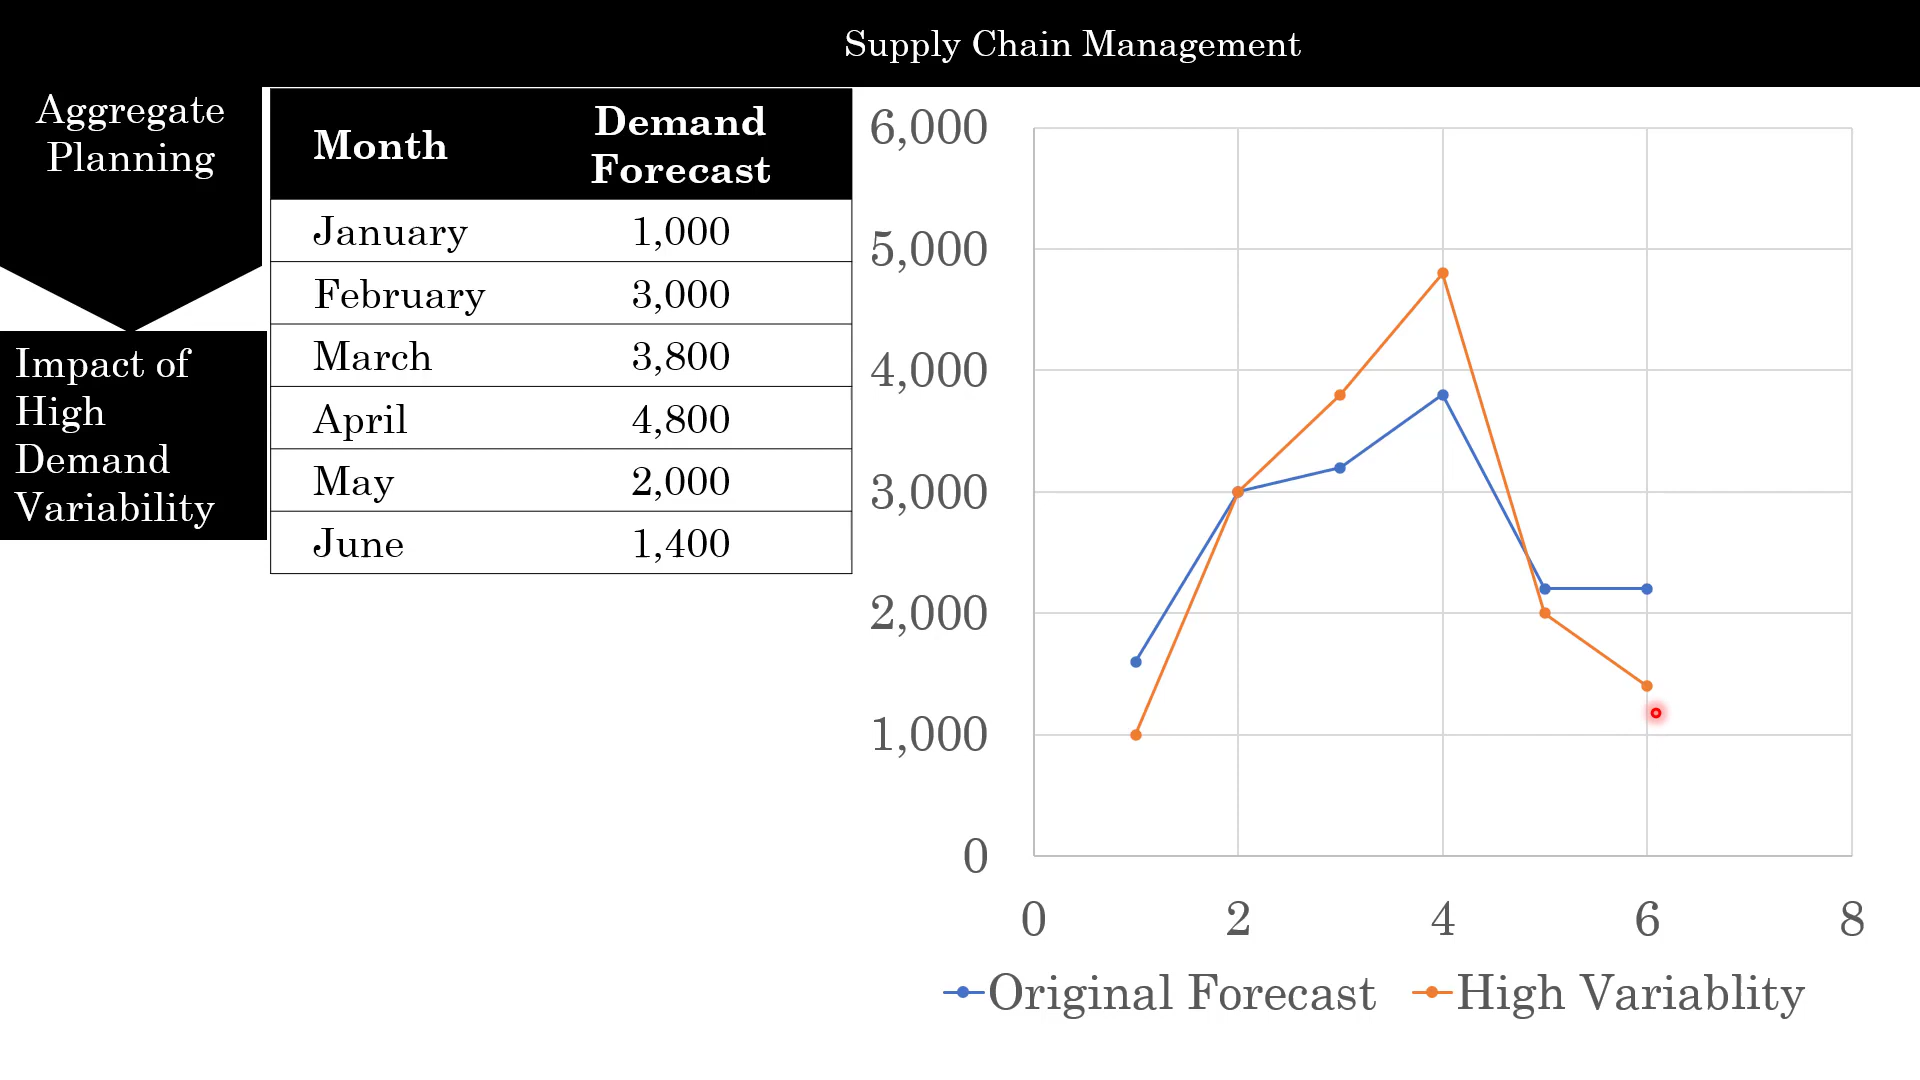 Supply Chain Management
Aggregate
Planning
Impact of
High
Demand
Variability
Month Demand Forecast
January 1,000
February 3,000
March 3,800
April 4,800
May 2,000
June 1,400
6,000
5,000
4,000
3,000
2,000
1,000
0
0 2 4 6 8
Original Forecast High Variablity